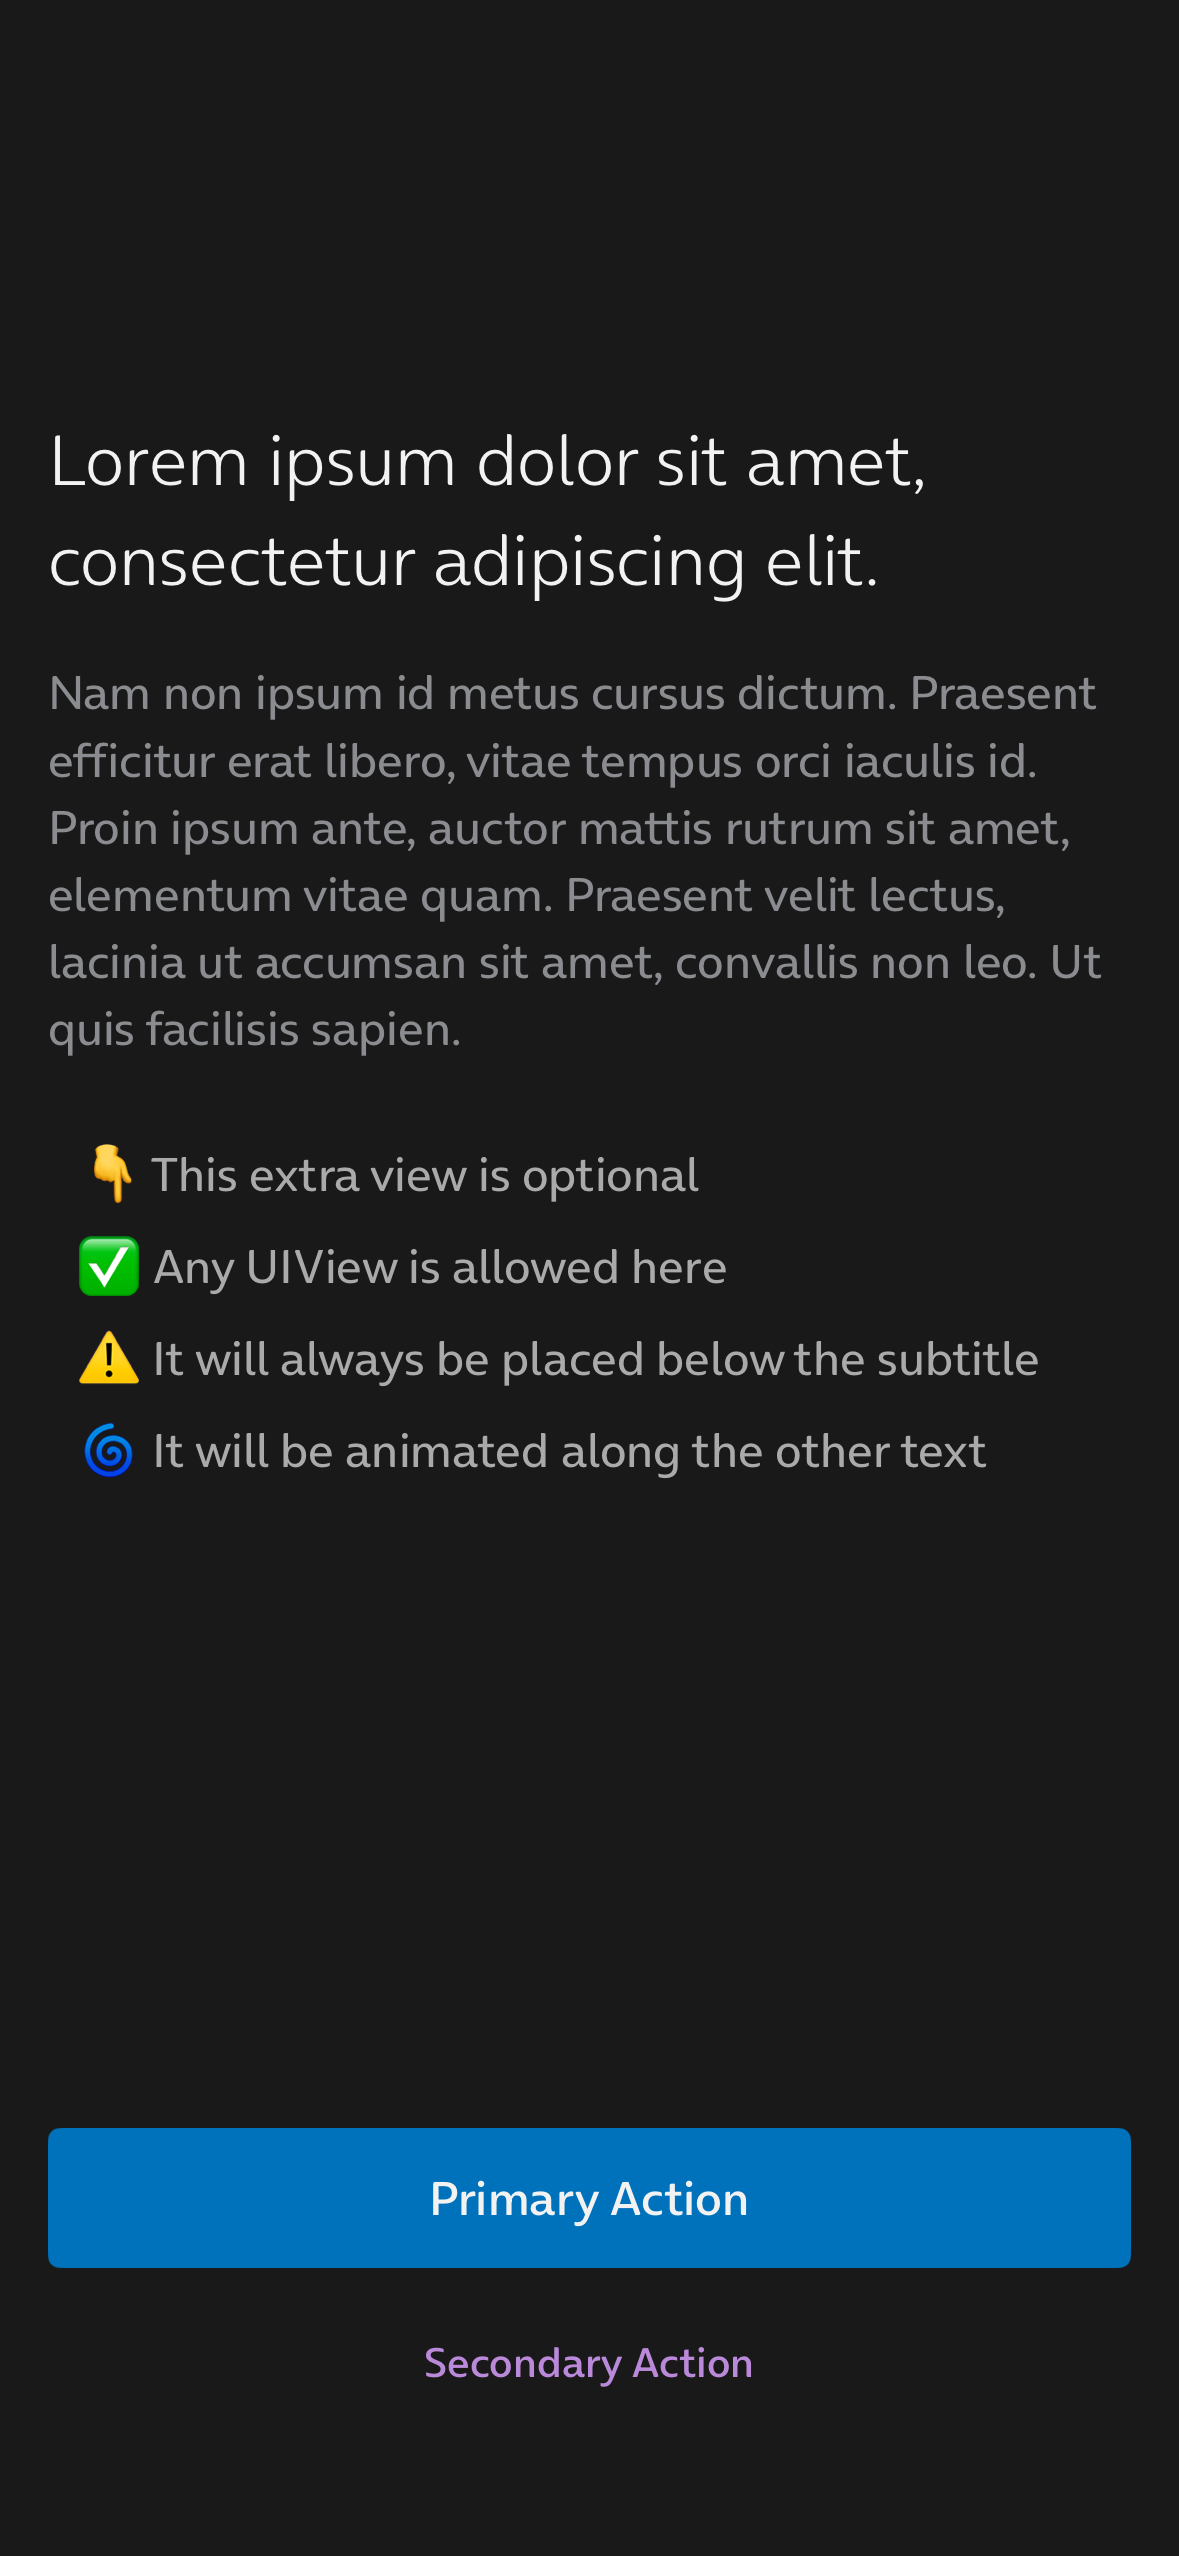 Lorem ipsum dolor sit amet,
consectetur adipiscing elit.
Nam non ipsum id metus cursus dictum. Praesent
efficitur erat libero, vitae tempus orci iaculis id.
Proin ipsum ante, auctor mattis rutrum sit amet,
elementum vitae quam. Praesent velit lectus,
lacinia ut accumsan sit amet, convallis non leo. Ut
quis facilisis sapien.
👇 This extra view is optional
✅ Any UIView is allowed here
⚠️ It will always be placed below the subtitle
🌀 It will be animated along the other text
Primary Action
Secondary Action